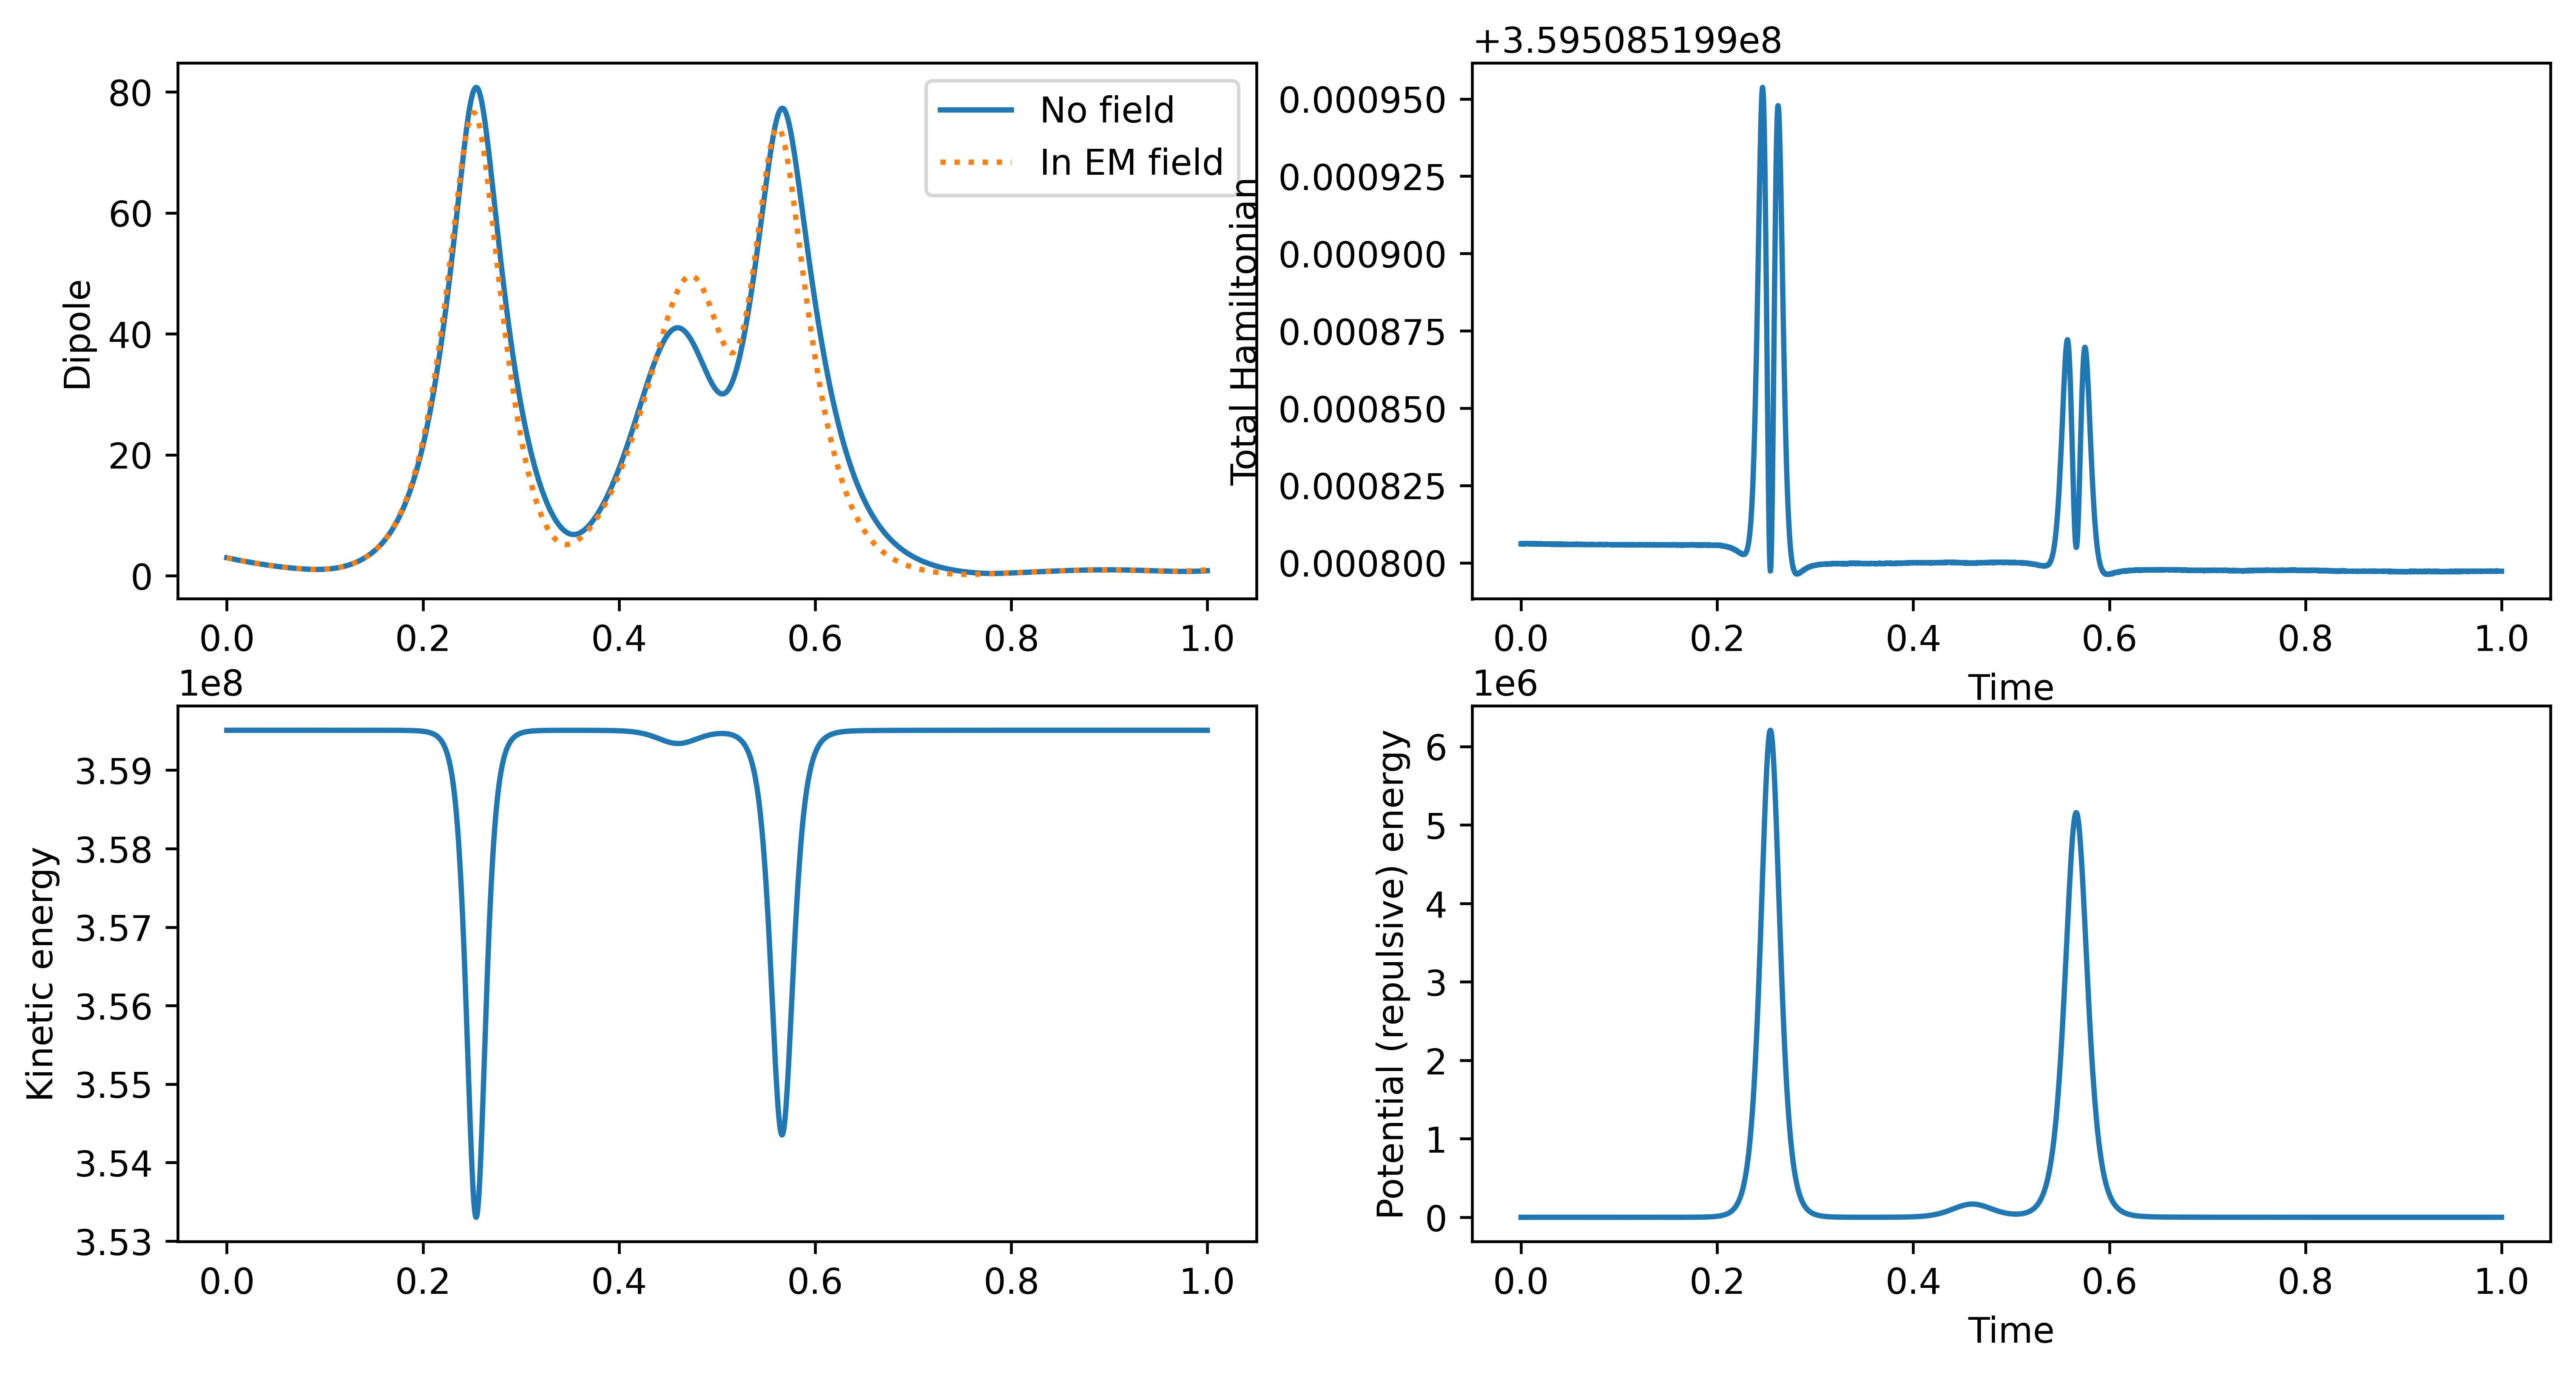 +3.595085199e8
80
60
40
20
0
Dipole
No field
In EM field
0.0 0.2 0.4 0.6 0.8 1.0
0.000950
0.000925
0.000900
0.000875
0.000850
0.000825
0.000800
Total Hamiltonian
0.0 0.2 0.4 0.6 0.8 1.0
Time
1e8
3.59
3.58
3.57
3.56
3.55
3.54
3.53
Kinetic energy
0.0 0.2 0.4 0.6 0.8 1.0
1e6
6
5
4
3
2
1
0
Potential (repulsive) energy
0.0 0.2 0.4 0.6 0.8 1.0
Time